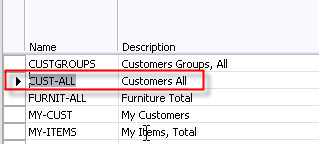 Name Description
CUSTGROUPS Customers Groups, All
CUST-ALL Customers All
FURNIT-ALL Furniture Total
MY-CUST My Customers
MY-ITEMS My Items, Total